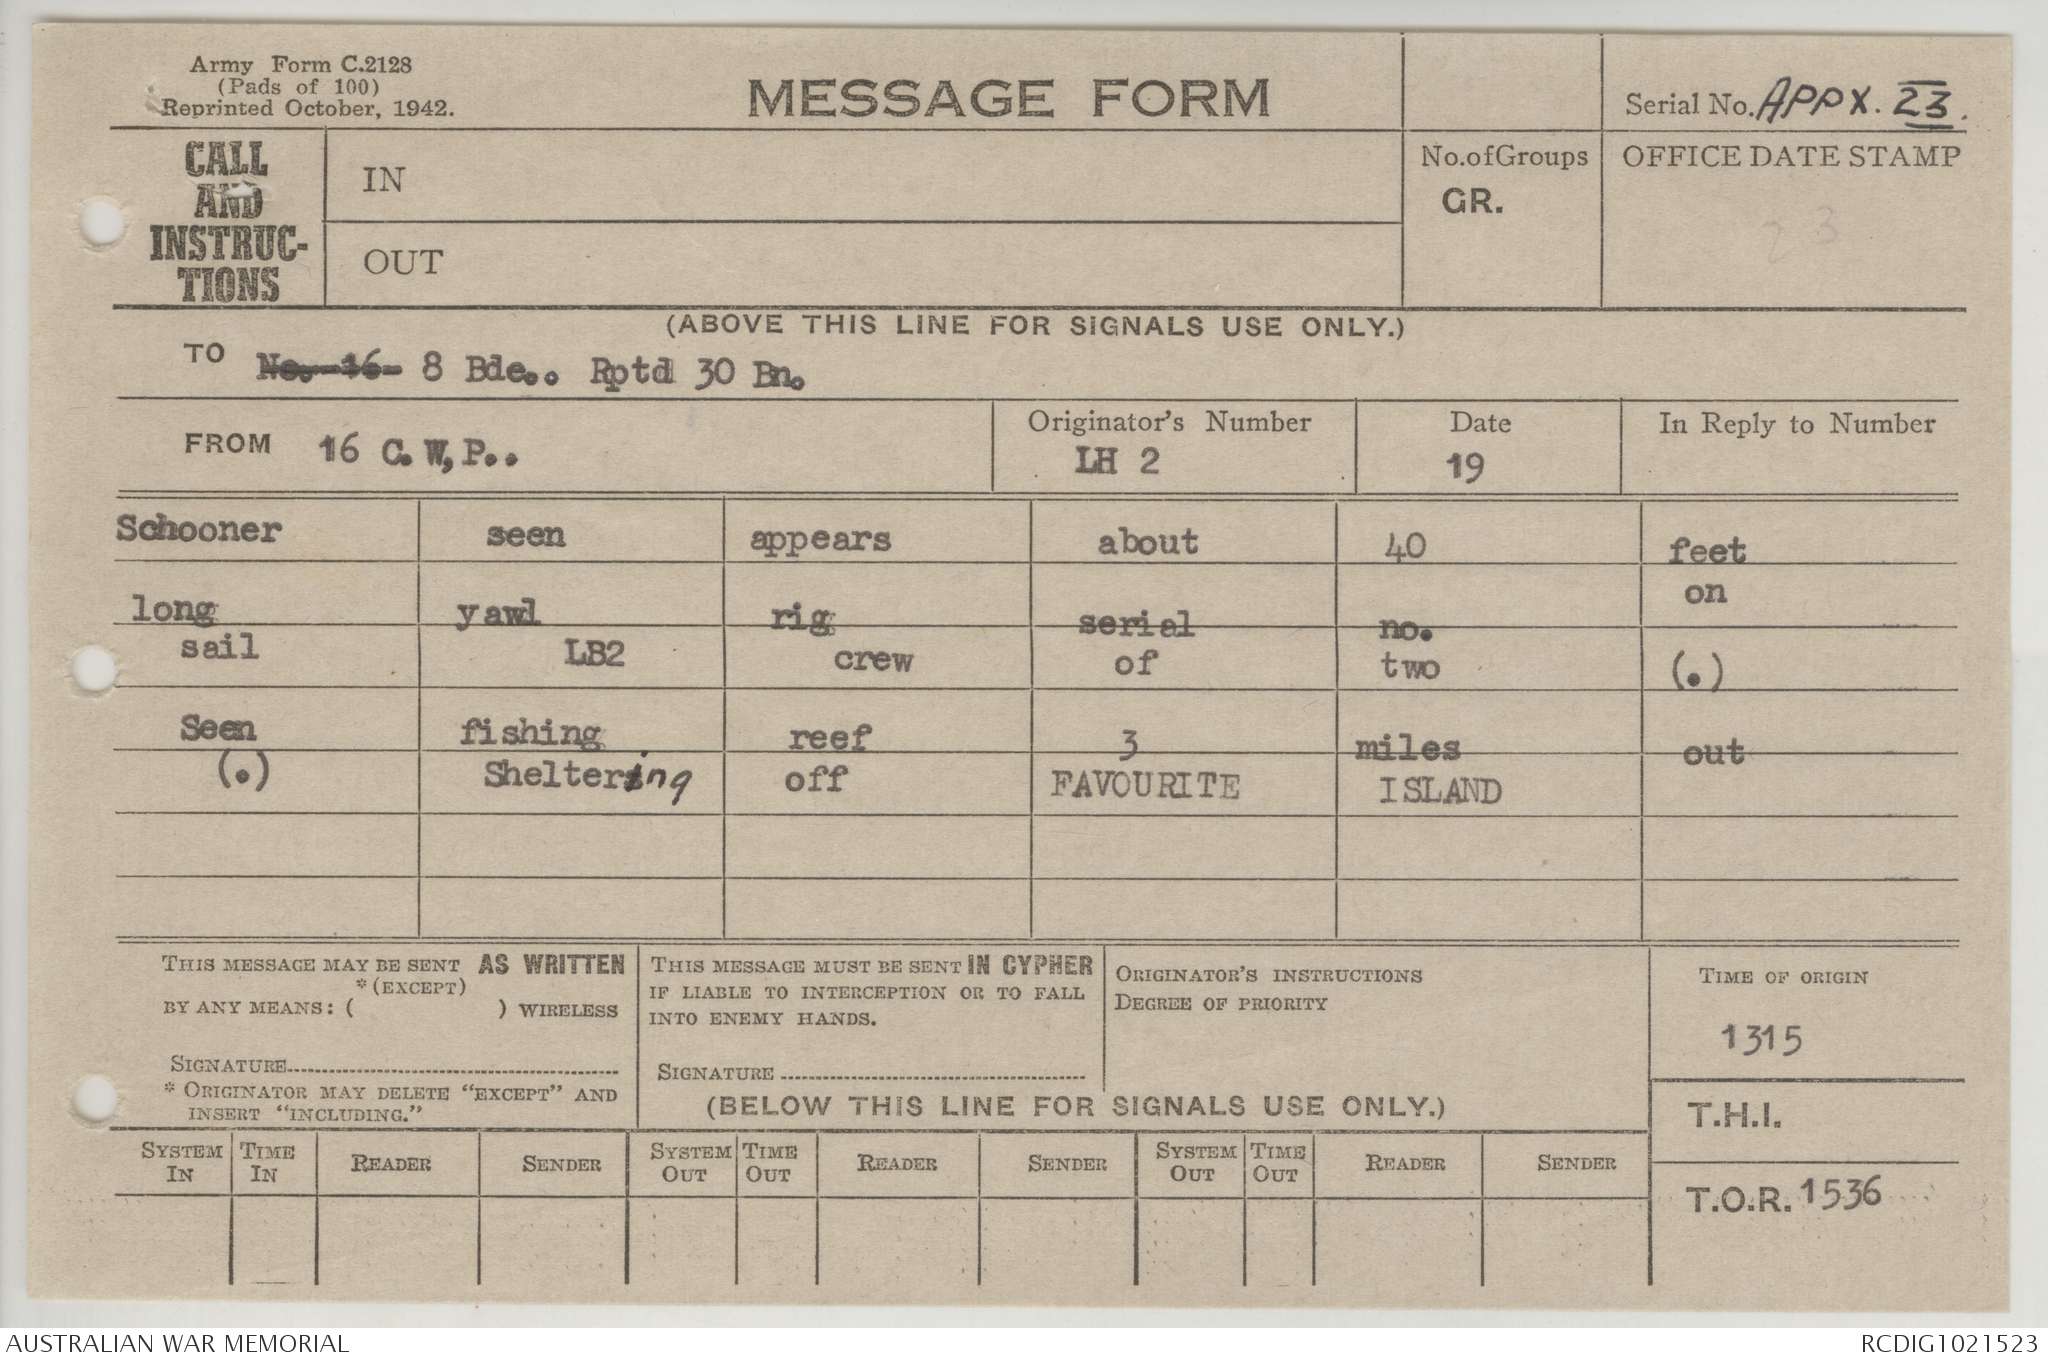 Army Form C.2128
(Pads of 100)
Reprinted October, 1942.
MESSAGE FORM
Serial No. APPX. 23.
CALL
AND
INSTRUC-
TIONS
IN
OUT
No.of Groups
GR.
OFFICE DATE STAMP
23
(ABOVE THIS LINE FOR SIGNALS USE ONLY.)
TO No. 16 8 Bde.. Rptd 30 Bn.
FROM 16 C.W,P..
Originator's Number
LH 2
Date
19
In Reply to Number
Schooner seen appears about 40 feet
long yawl rig serial no. on
sail LB2 crew of two (.)
Seen fishing reef 3 miles out
(.) Sheltering off FAVOURITE ISLAND
THIS MESSAGE MAY BE SENT AS WRITTEN
*(EXCEPT)
BY ANY MEANS: ( ) WIRELESS
SIGNATURE
* ORIGINATOR MAY DELETE "EXCEPT" AND
INSERT "INCLUDING."
THIS MESSAGE MUST BE SENT IN CYPHER
IF LIABLE TO INTERCEPTION OR TO FALL
INTO ENEMY HANDS.
SIGNATURE
ORIGINATOR'S INSTRUCTIONS
DEGREE OF PRIORITY
TIME OF ORIGIN
1315
(BELOW THIS LINE FOR SIGNALS USE ONLY.)
T.H.I.
SYSTEM IN TIME IN READER SENDER SYSTEM OUT TIME OUT READER SENDER SYSTEM OUT TIME OUT READER SENDER
T.O.R. 1536
AUSTRALIAN WAR MEMORIAL
RCDIG1021523